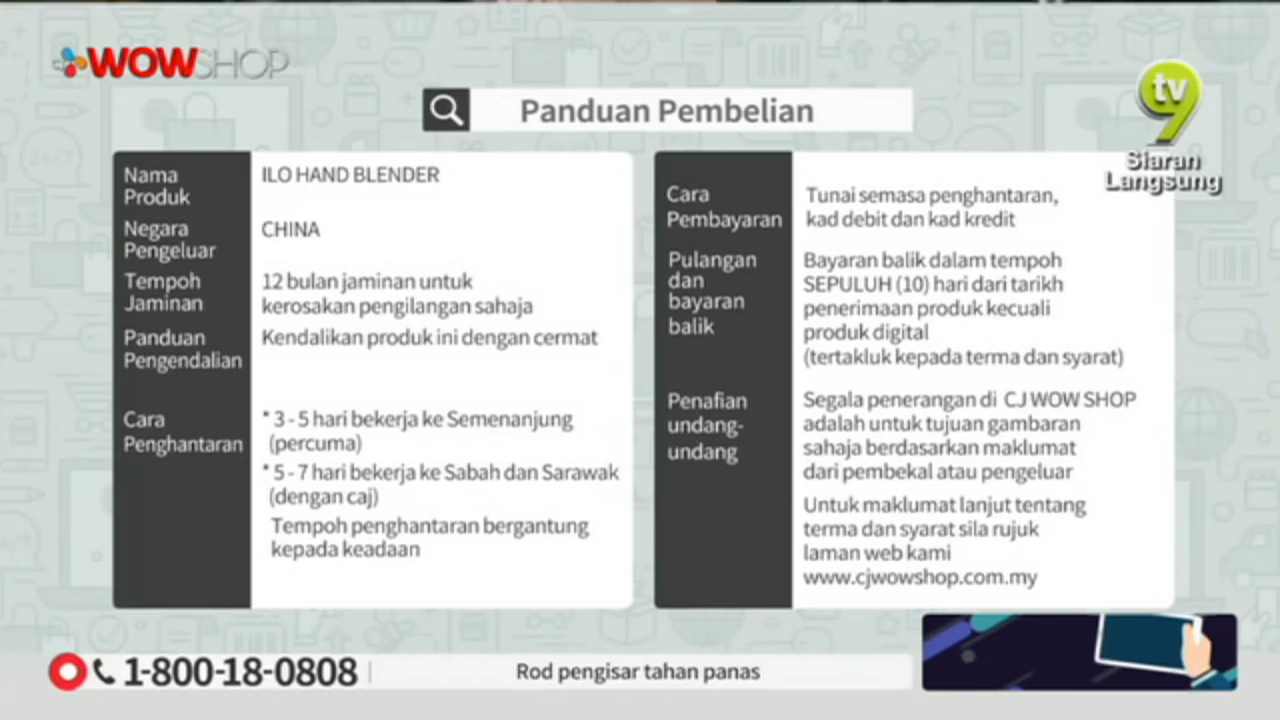 WOWSHOP
Panduan Pembelian
tv
9
Siaran
Langsung
Nama
Produk
ILO HAND BLENDER
Negara
Pengeluar
CHINA
Tempoh
Jaminan
12 bulan jaminan untuk
kerosakan pengilangan sahaja
Panduan
Pengendalian
Kendalikan produk ini dengan cermat
Cara
Penghantaran
* 3 - 5 hari bekerja ke Semenanjung
(percuma)
* 5 - 7 hari bekerja ke Sabah dan Sarawak
(dengan caj)
Tempoh penghantaran bergantung
kepada keadaan
Cara
Pembayaran
Tunai semasa penghantaran,
kad debit dan kad kredit
Pulangan
dan
bayaran
balik
Bayaran balik dalam tempoh
SEPULUH (10) hari dari tarikh
penerimaan produk kecuali
produk digital
(tertakluk kepada terma dan syarat)
Penafian
undang-
undang
Segala penerangan di CJ WOW SHOP
adalah untuk tujuan gambaran
sahaja berdasarkan maklumat
dari pembekal atau pengeluar
Untuk maklumat lanjut tentang
terma dan syarat sila rujuk
laman web kami
www.cjwowshop.com.my
1-800-18-0808
Rod pengisar tahan panas